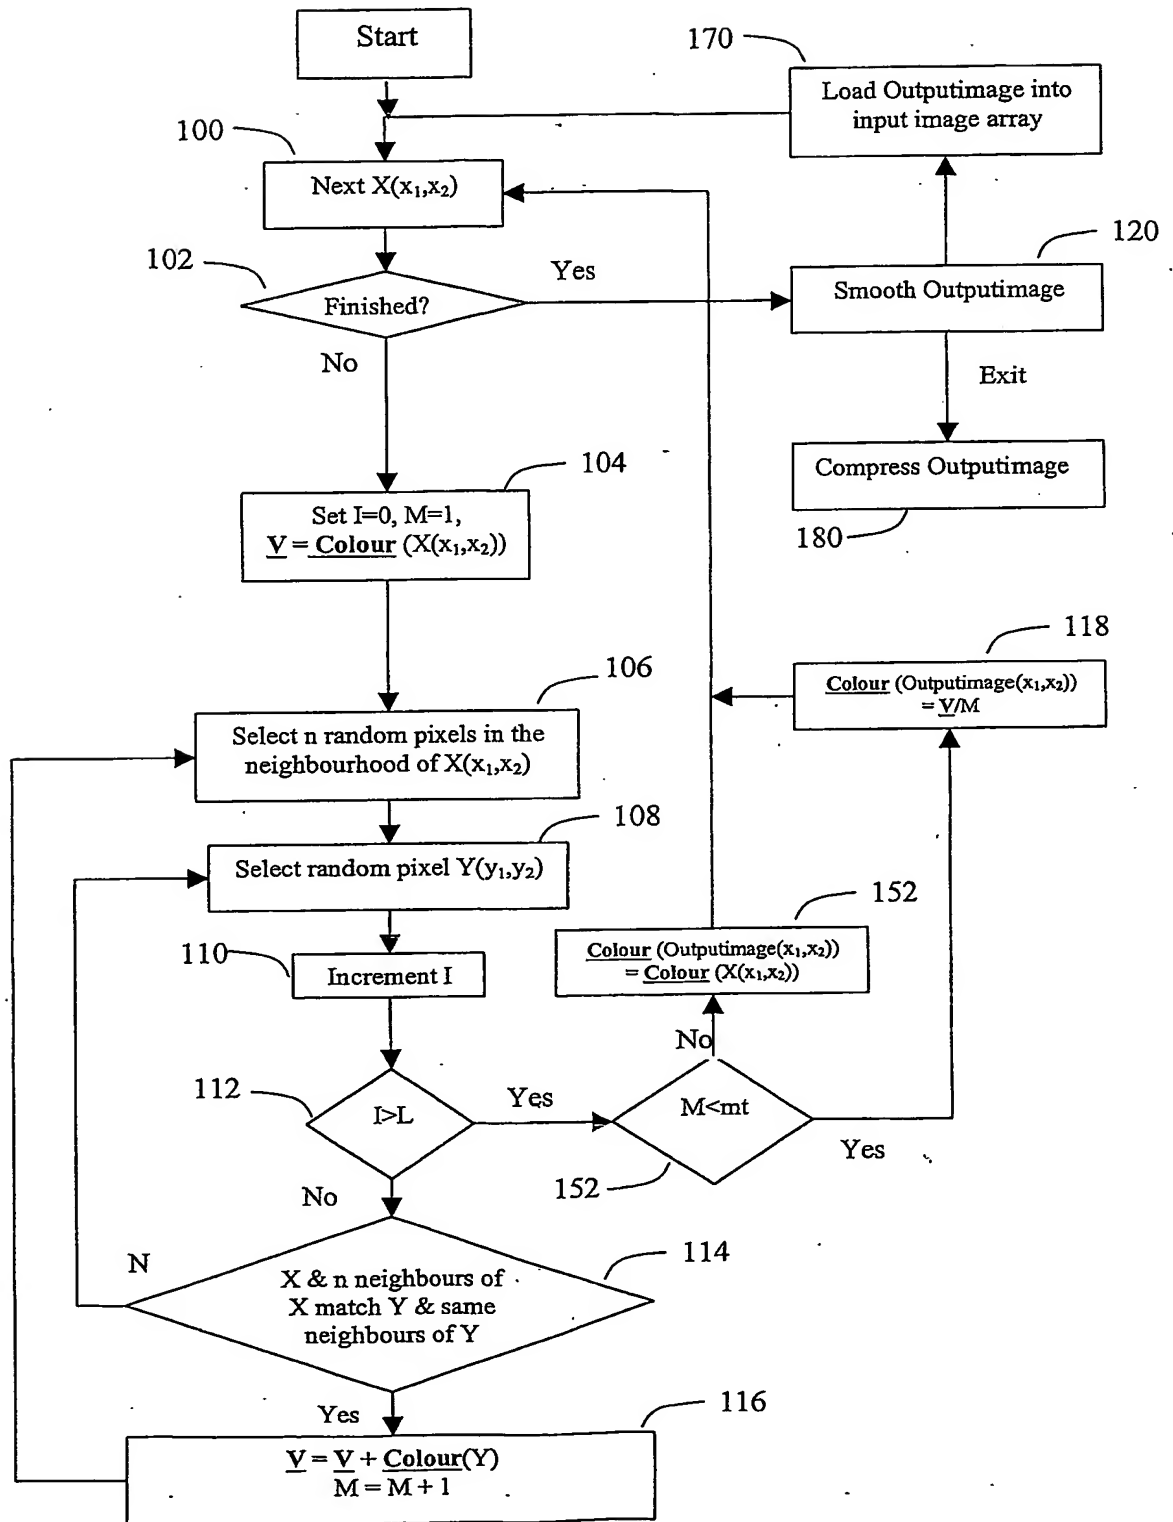 Start
170
Load Outputimage into
input image array
100
Next X(x₁,x₂)
120
102
Yes
Finished?
Smooth Outputimage
No
Exit
104
Compress Outputimage
180
Set I=0, M=1,
V = Colour (X(x₁,x₂))
118
106
Colour (Outputimage(x₁,x₂))
= V/M
Select n random pixels in the
neighbourhood of X(x₁,x₂)
108
Select random pixel Y(y₁,y₂)
152
110
Increment I
Colour (Outputimage(x₁,x₂))
= Colour (X(x₁,x₂))
No
112
I>L
Yes
M<mt
Yes
152
No
N
114
X & n neighbours of
X match Y & same
neighbours of Y
Yes
116
V = V + Colour(Y)
M = M + 1